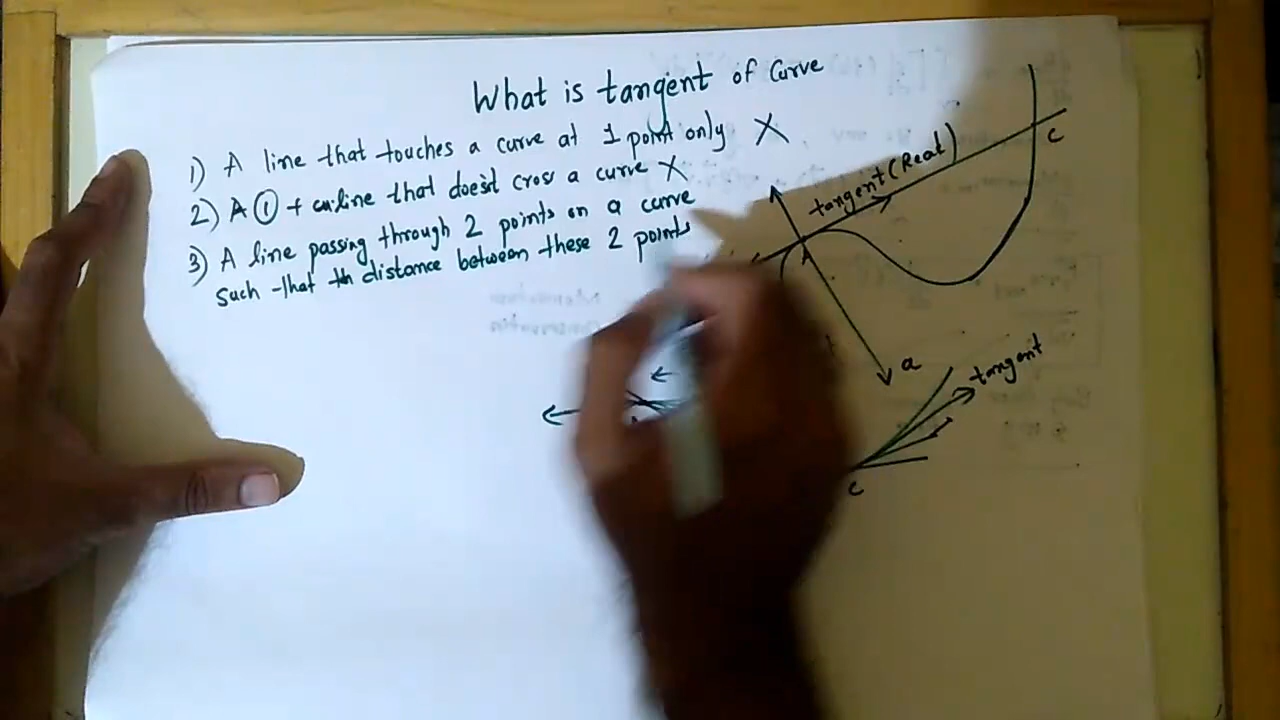 What is tangent of Curve
1) A line that touches a curve at 1 point only X
2) A ① + line that doesn't cross a curve X
3) A line passing through 2 points on a curve
such that distance between these 2 points
tangent (Real)
C
A
a
tangent
C